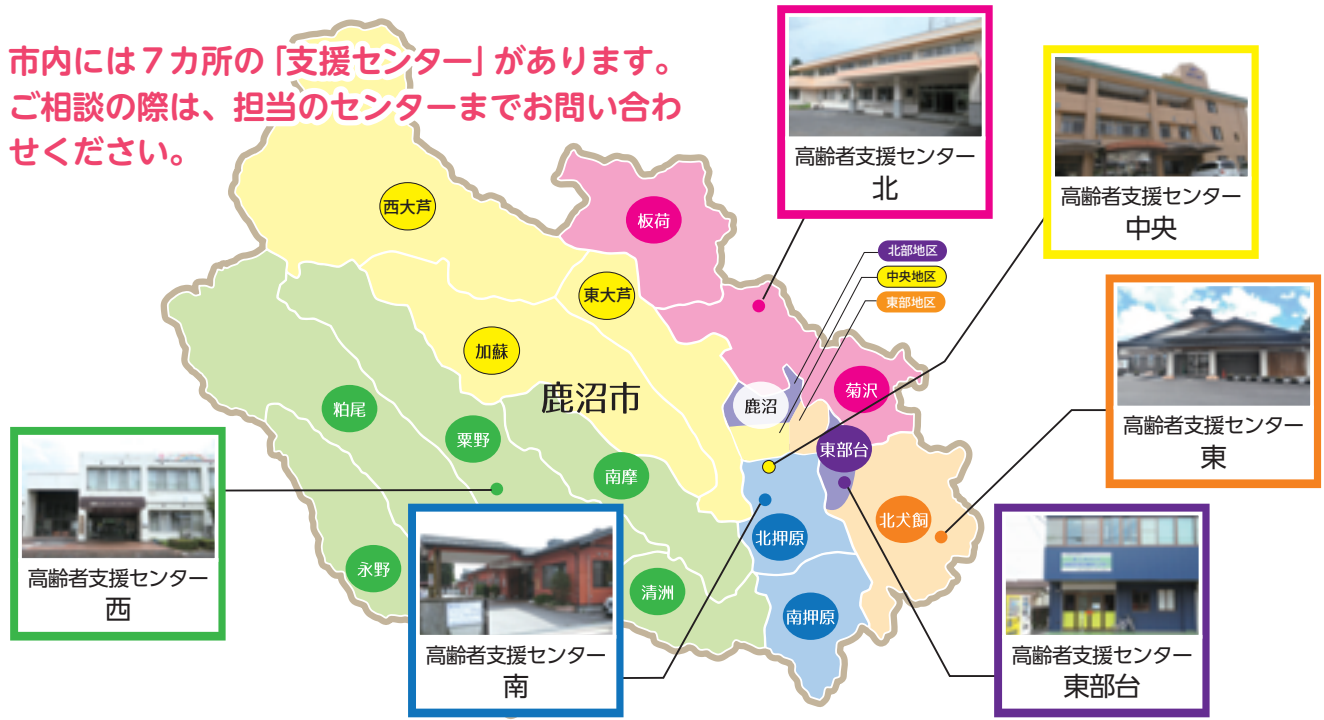 市内には７カ所の「支援センター」があります。
ご相談の際は、担当のセンターまでお問い合わ
せください。
高齢者支援センター
北
高齢者支援センター
中央
西大芦
板荷
北部地区
中央地区
東部地区
東大芦
加蘇
鹿沼市
鹿沼
菊沢
高齢者支援センター
東
粕尾
粟野
南摩
東部台
北犬飼
北押原
永野
清洲
南押原
高齢者支援センター
西
高齢者支援センター
南
高齢者支援センター
東部台